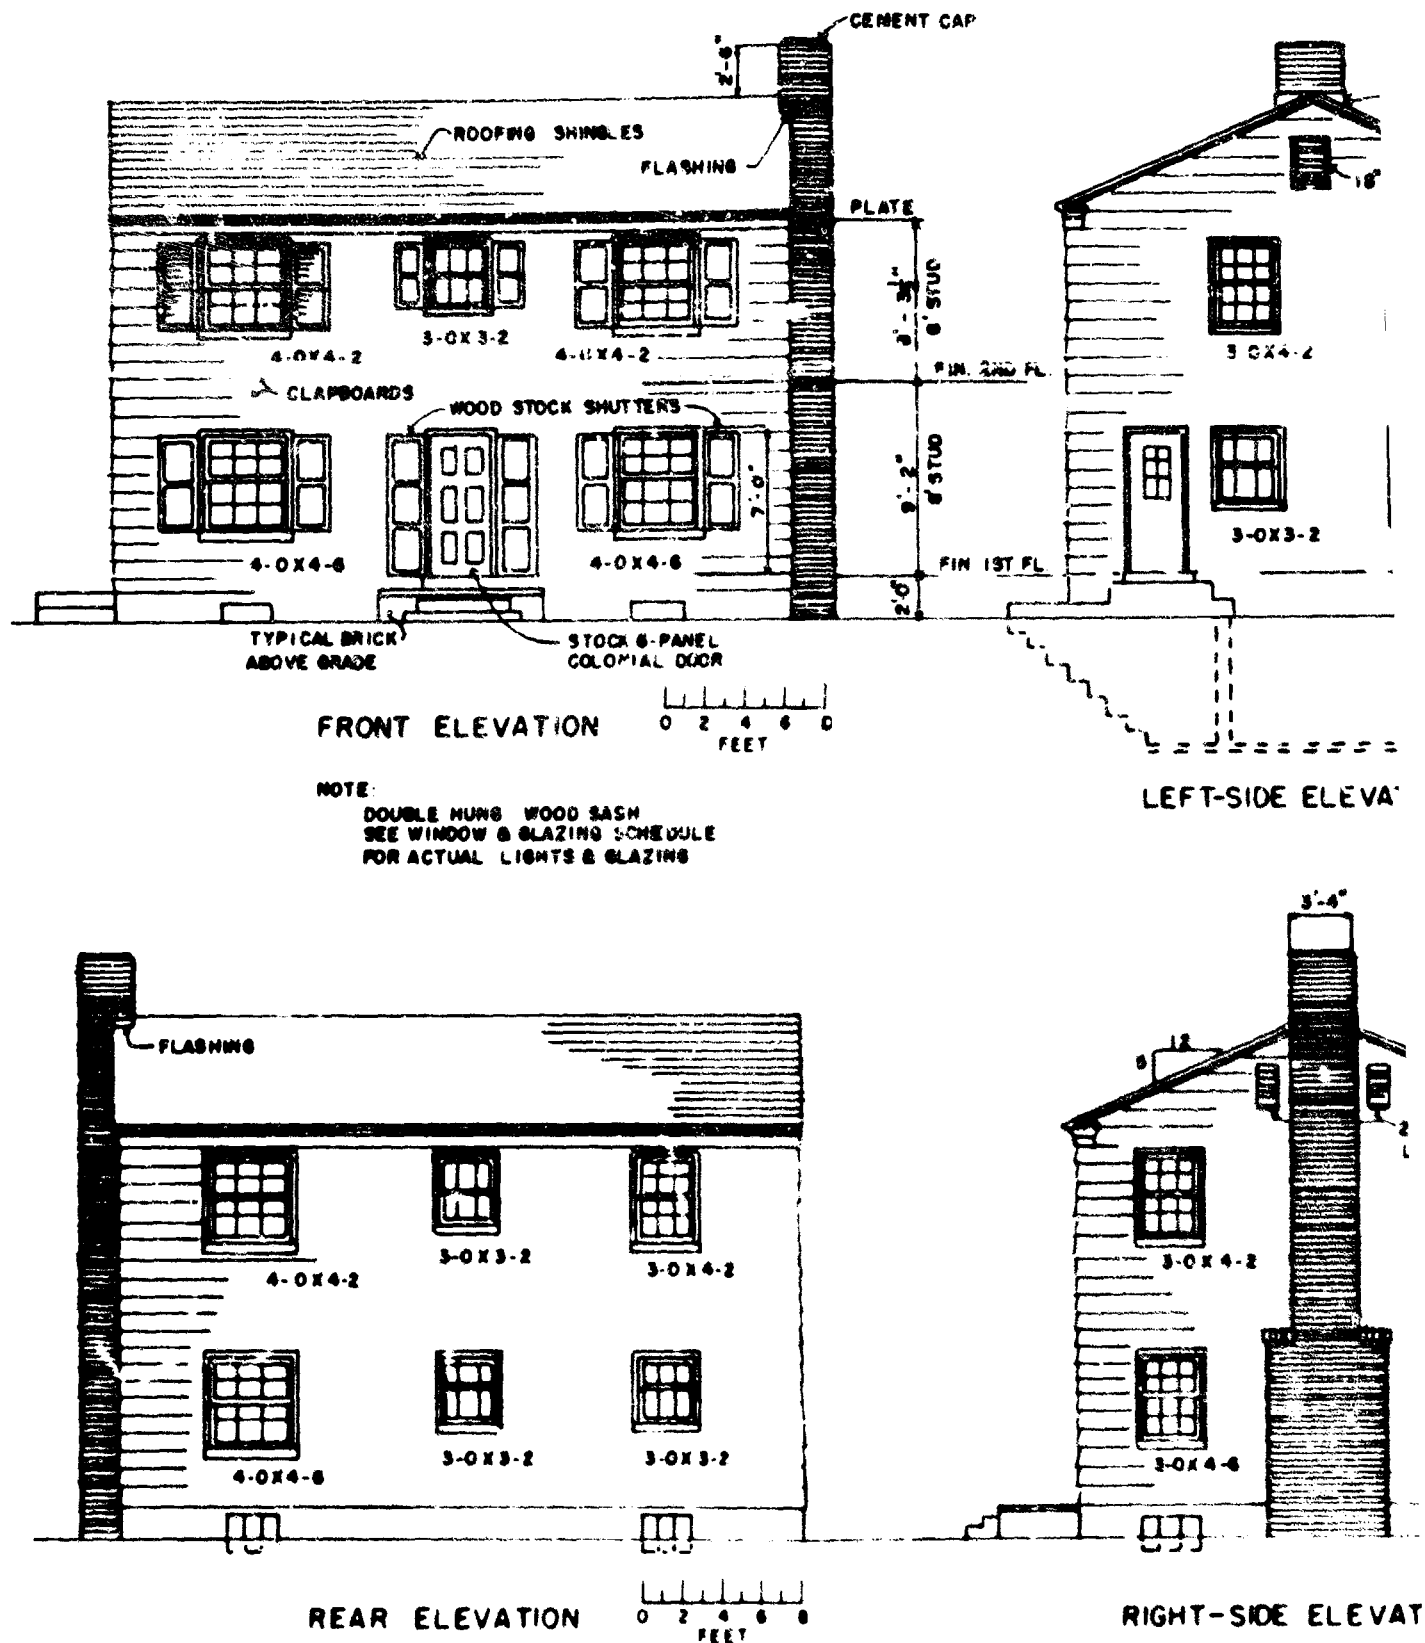 CEMENT CAP
2'-6"
ROOFING SHINGLES
FLASHING
PLATE
18"
3-0X3-2
4-0X4-2
4-0X4-2
3-0X4-2
8' STUD
FIN. 2ND FL.
CLAPBOARDS
WOOD STOCK SHUTTERS
7'-0"
9'-2"
8' STUD
3-0X3-2
4-0X4-6
4-0X4-6
FIN 1ST FL
2'0"
TYPICAL BRICK
ABOVE GRADE
STOCK 6-PANEL
COLONIAL DOOR
FRONT ELEVATION
0 2 4 6
FEET
NOTE:
DOUBLE HUNG WOOD SASH
SEE WINDOW & GLAZING SCHEDULE
FOR ACTUAL LIGHTS & GLAZING
LEFT-SIDE ELEVA
3'-4"
FLASHING
12
2
L
4-0X4-2
3-0X3-2
3-0X4-2
3-0X4-2
4-0X4-6
3-0X3-2
3-0X3-2
3-0X4-6
REAR ELEVATION
0 2 4 6 8
FEET
RIGHT-SIDE ELEVAT